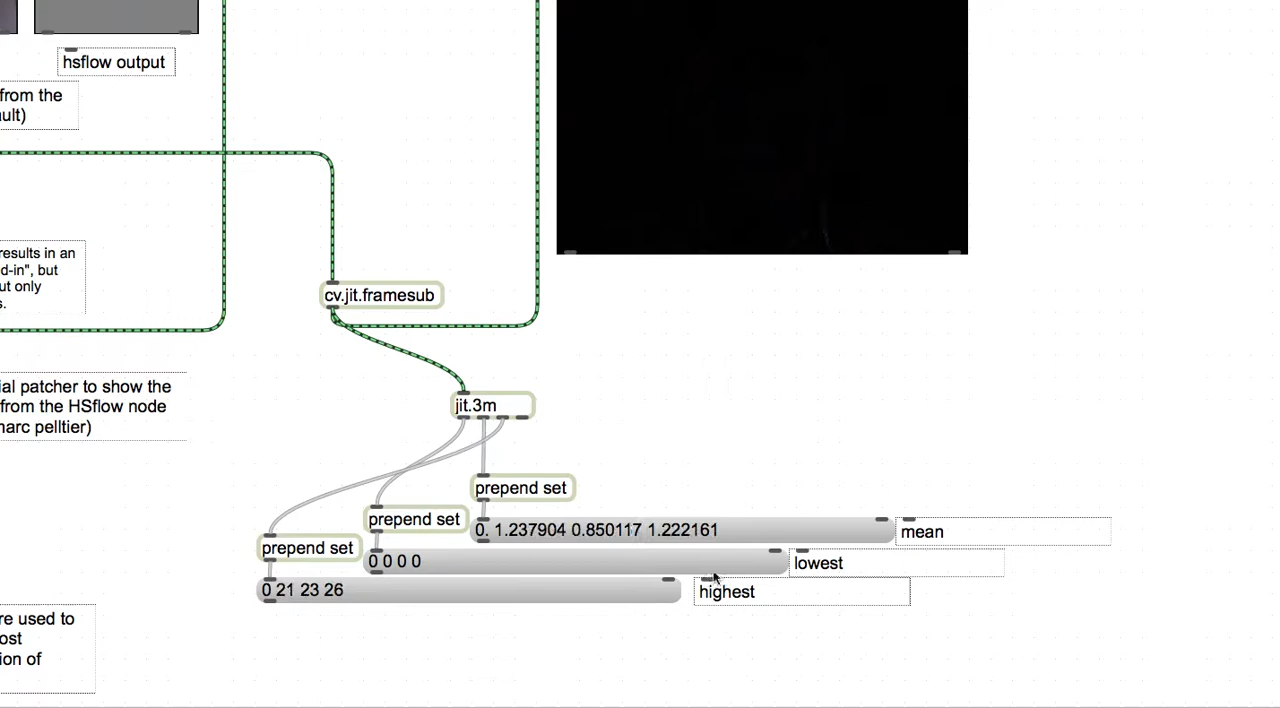 hsflow output
from the
ault)
cv.jit.framesub
results in an
d-in", but
ut only
s.
ial patcher to show the
from the HSflow node
narc pelltier)
jit.3m
prepend set
prepend set
prepend set
0. 1.237904 0.850117 1.222161
mean
0 0 0 0
lowest
0 21 23 26
highest
re used to
ost
ion of